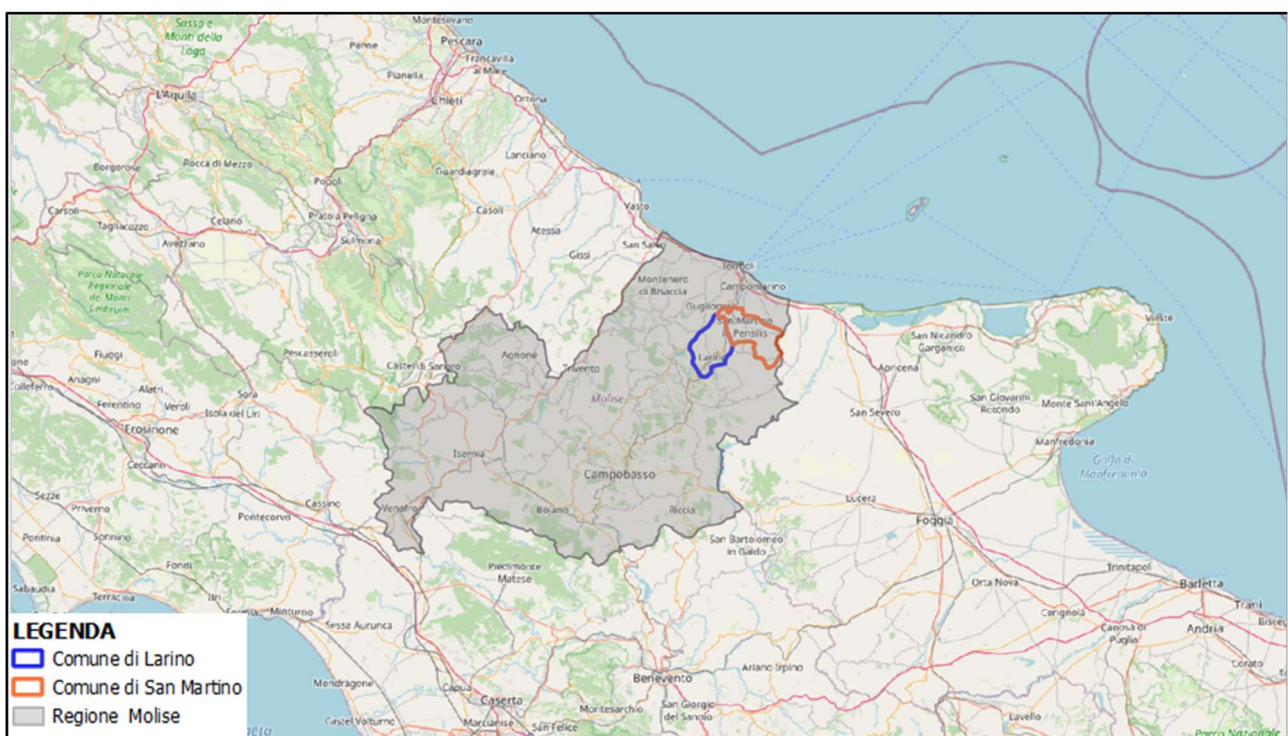 Montesilvano
Sasso e
Monti della
Laga
Penne
Pescara
Francavilla
al Mare
Pianella
L'Aquila
Chieti
Ortona
Lanciano
Borgorose
Rocca di Mezzo
Popoli
Guardiagrele
Carsoli
Tagliacozzo
Celano
Pratola Peligna
Casoli
Vasto
Avezzano
Sulmona
Atessa
San Salvo
Gissi
Parco Naturale
Regionale
dei Monti
Simbruini
Montenero
di Bisaccia
Termoli
Campomarino
Guglionesi
San Martino
in Pensilis
Vieste
Pescasseroli
Agnone
Larino
San Nicandro
Garganico
Fiuggi
Castel di Sangro
Trivento
Apricena
Anagni
Alatri
Sora
Colleferro
Ferentino
Veroli
Isola del Liri
Molise
San Severo
San Giovanni
Rotondo
Monte Sant'Angelo
Frosinone
Manfredonia
Ceccano
Isernia
Campobasso
Golfo di
Manfredonia
Sezze
Priverno
Cassino
Venafro
Lucera
Pontecorvo
Bojano
Riccia
Foggia
Pontinia
Sonnino
San Bartolomeo
in Galdo
Fondi
Piedimonte
Matese
Trinitapoli
Sabaudia
Itri
Orta Nova
Barletta
Terracina
Formia
Minturno
Cerignola
Trani
Sessa Aurunca
Canosa di
Puglia
Andria
LEGENDA
Comune di Larino
Comune di San Martino
Regione Molise
Ariano Irpino
Benevento
Corato
Mondragone
Capua
Caserta
San Giorgio
del Sannio
Montesarchio
Castel Volturno
Marcianise
San Felice
Lavello
Parco Nazionale